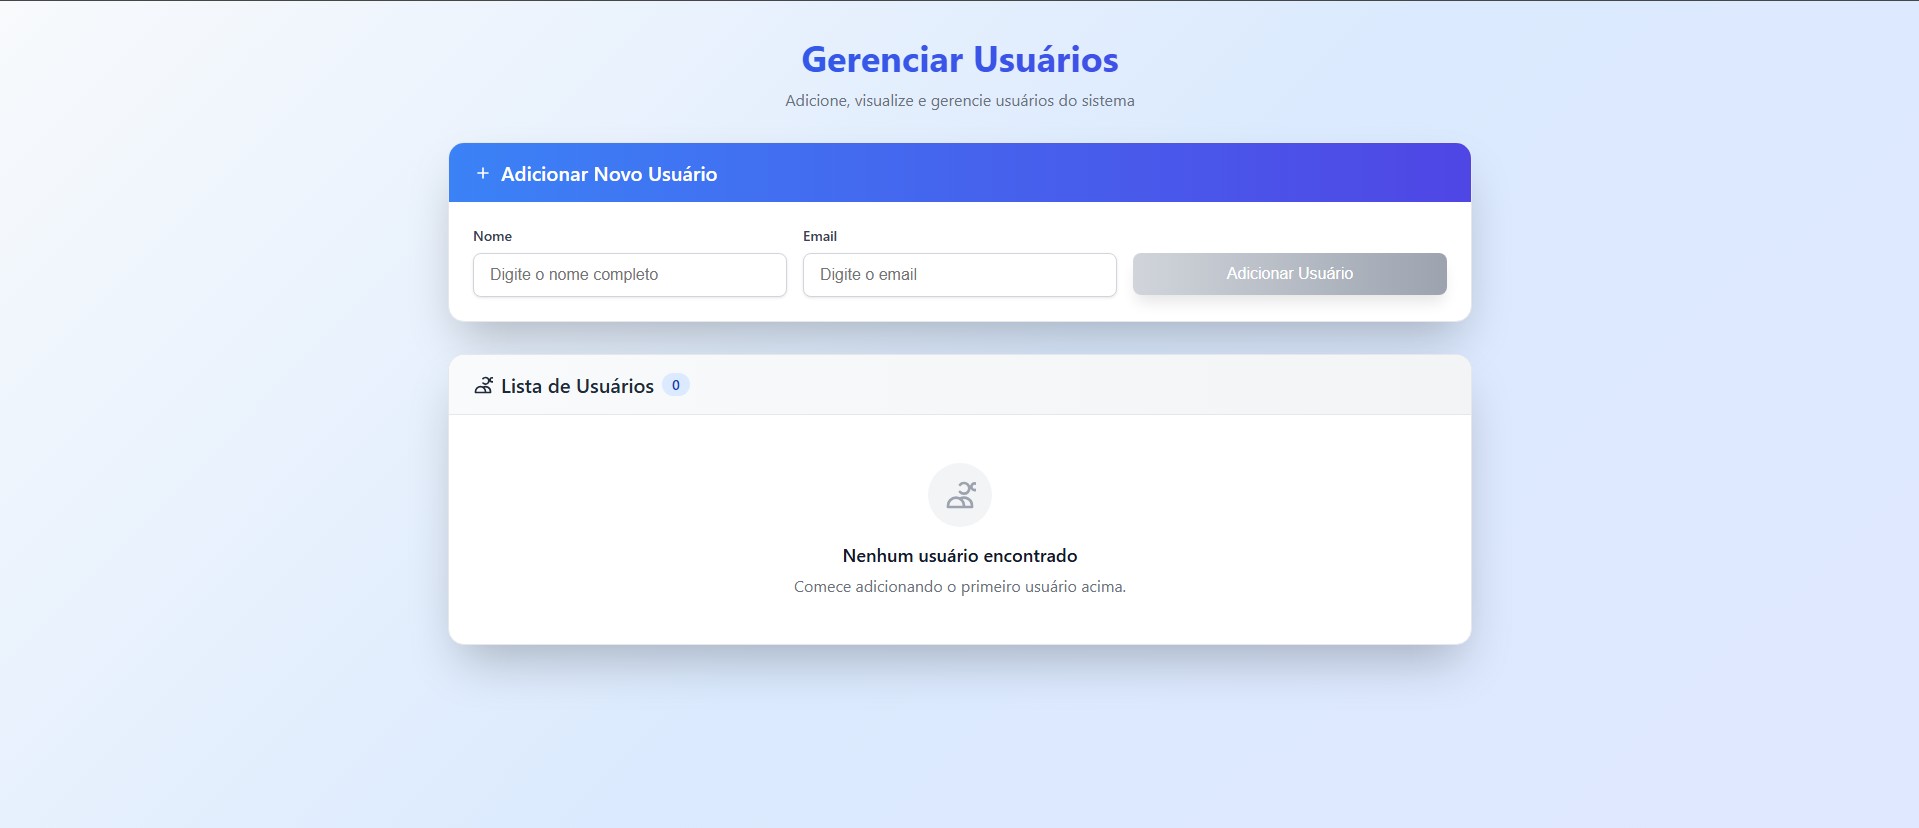 Gerenciar Usuários
Adicione, visualize e gerencie usuários do sistema
+ Adicionar Novo Usuário
Nome
Email
Digite o nome completo
Digite o email
Adicionar Usuário
Lista de Usuários 0
Nenhum usuário encontrado
Comece adicionando o primeiro usuário acima.